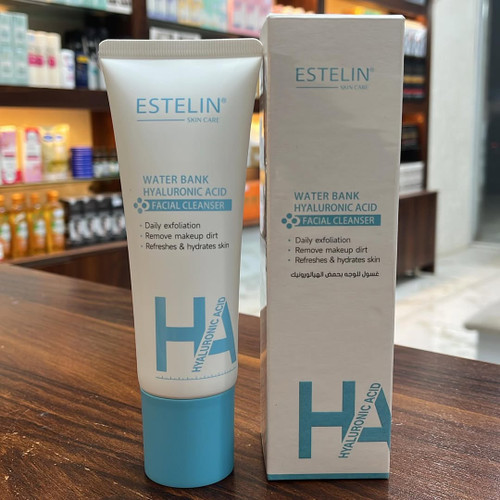 ESTELIN®
SKIN CARE
WATER BANK
HYALURONIC ACID
FACIAL CLEANSER
· Daily exfoliation
· Remove makeup dirt
· Refreshes & hydrates skin
HA
HYALURONIC ACID
ESTELIN®
SKIN CARE
WATER BANK
HYALURONIC ACID
FACIAL CLEANSER
· Daily exfoliation
· Remove makeup dirt
· Refreshes & hydrates skin
غسول للوجه بحمض الهيالورونيك
HA
HYALURONIC ACID